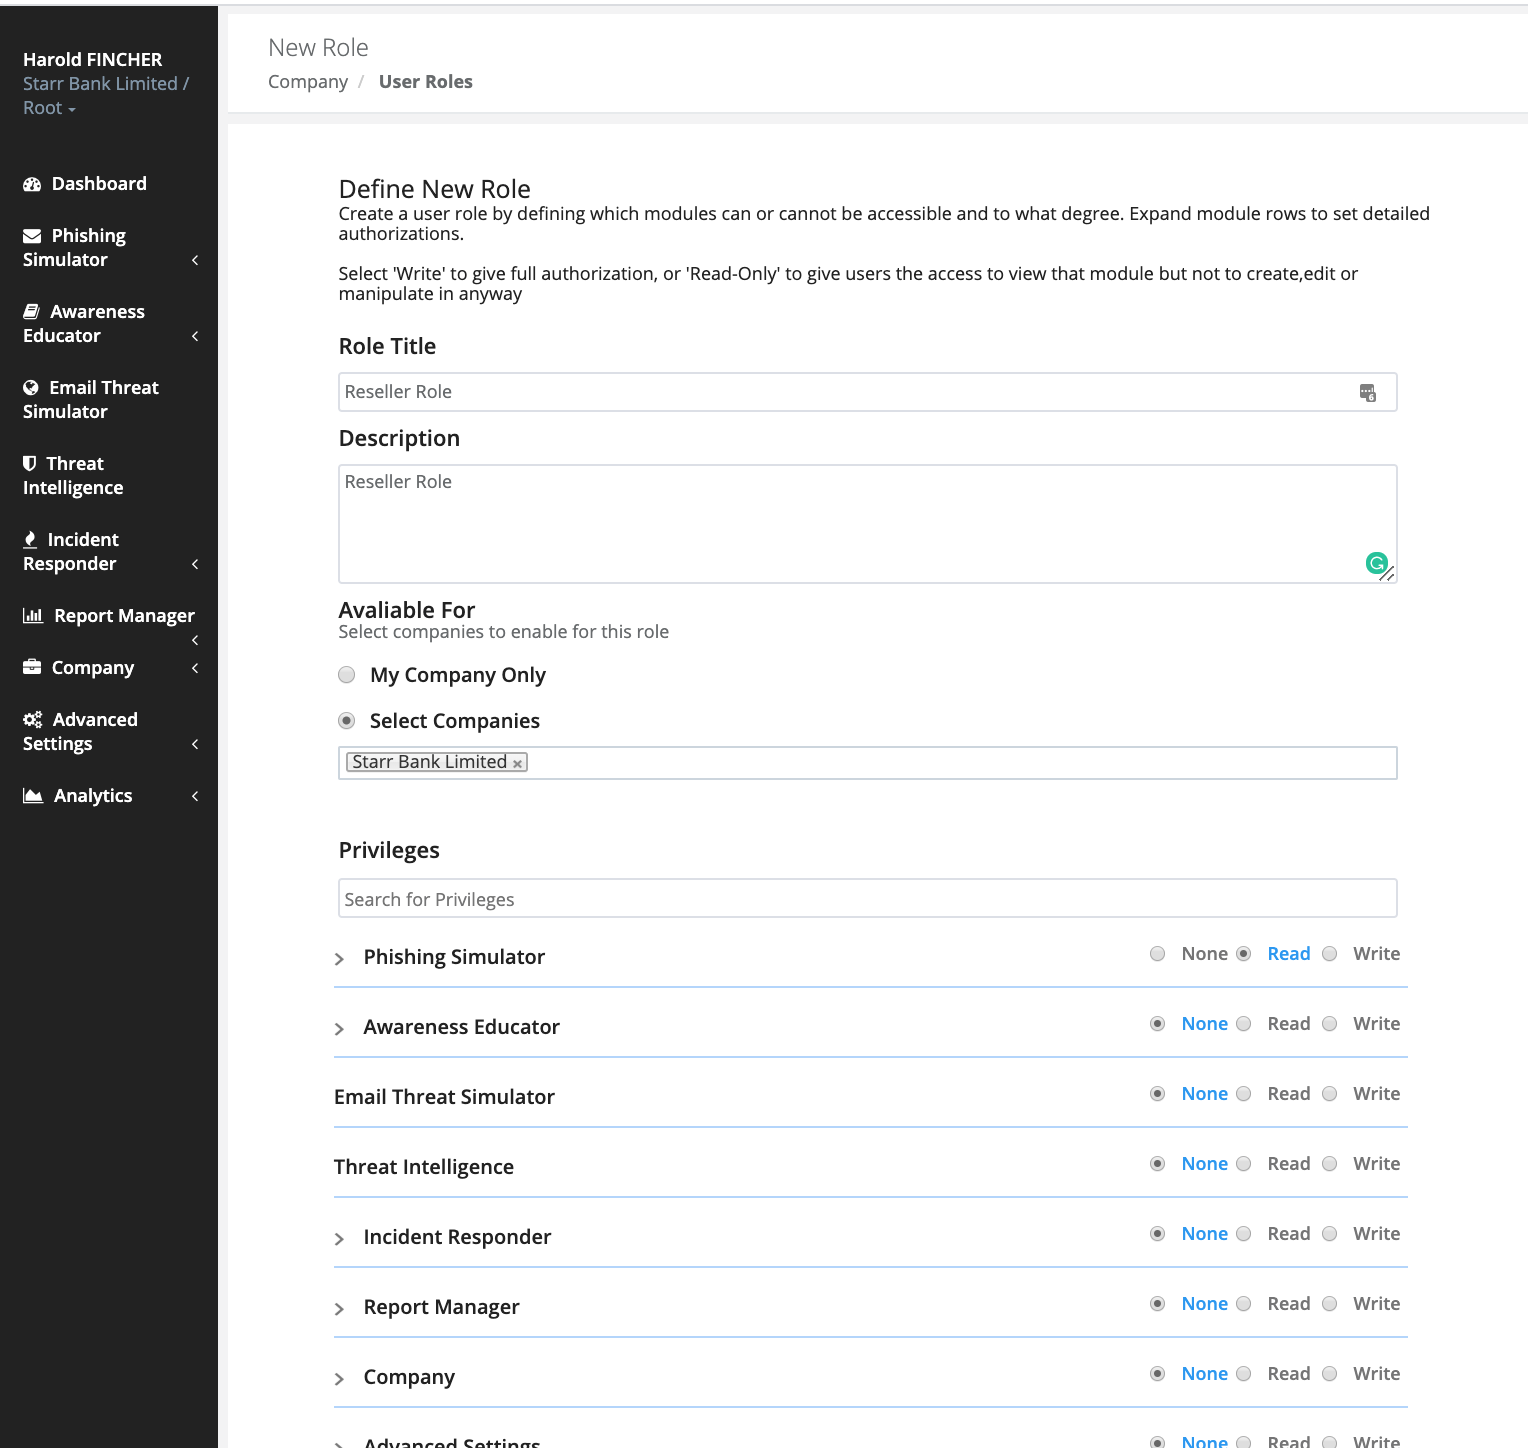 Harold FINCHER
Starr Bank Limited /
Root
Dashboard
Phishing
Simulator
Awareness
Educator
Email Threat
Simulator
Threat
Intelligence
Incident
Responder
Report Manager
Company
Advanced
Settings
Analytics
New Role
Company / User Roles
Define New Role
Create a user role by defining which modules can or cannot be accessible and to what degree. Expand module rows to set detailed
authorizations.
Select 'Write' to give full authorization, or 'Read-Only' to give users the access to view that module but not to create,edit or
manipulate in anyway
Role Title
Reseller Role
Description
Reseller Role
Avaliable For
Select companies to enable for this role
My Company Only
Select Companies
Starr Bank Limited ×
Privileges
Search for Privileges
Phishing Simulator None Read Write
Awareness Educator None Read Write
Email Threat Simulator None Read Write
Threat Intelligence None Read Write
Incident Responder None Read Write
Report Manager None Read Write
Company None Read Write
Advanced Settings None Read Write